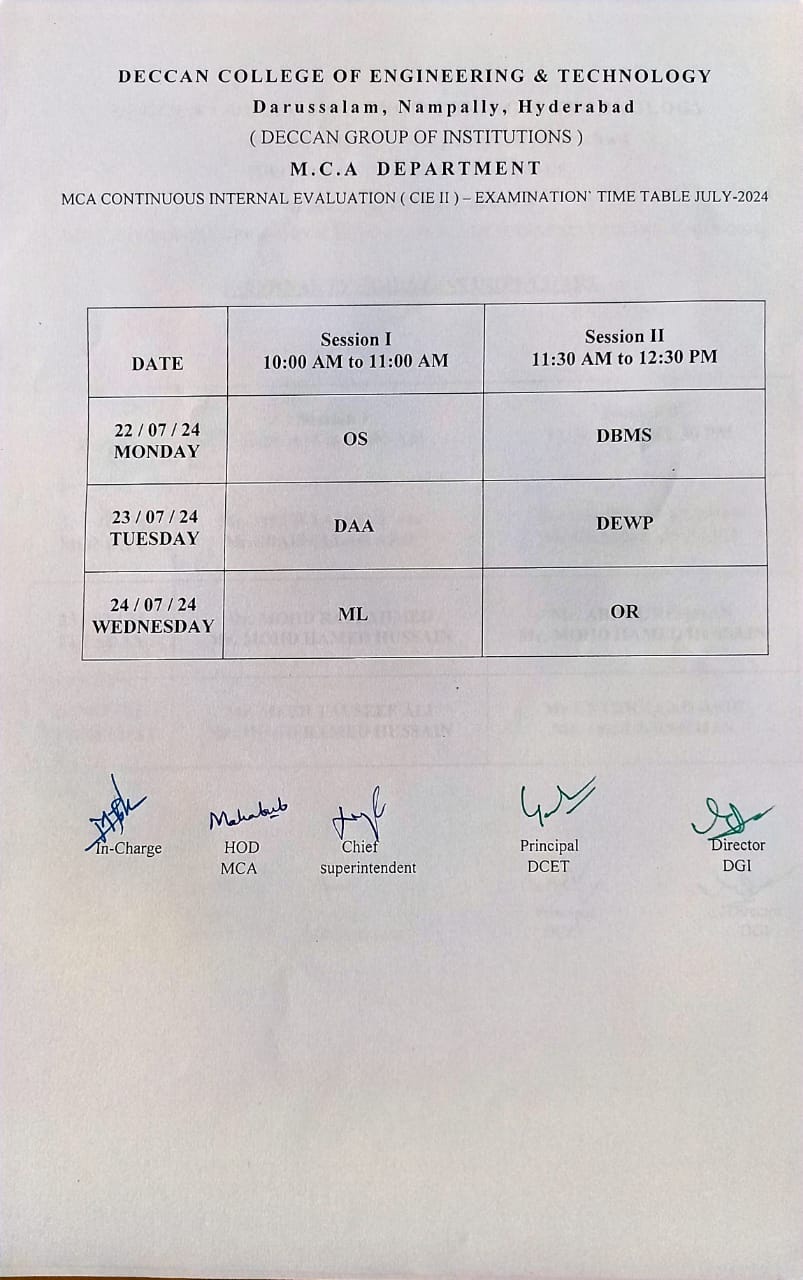 DECCAN COLLEGE OF ENGINEERING & TECHNOLOGY
Darussalam, Nampally, Hyderabad
( DECCAN GROUP OF INSTITUTIONS )
M.C.A DEPARTMENT
MCA CONTINUOUS INTERNAL EVALUATION ( CIE II ) – EXAMINATION' TIME TABLE JULY-2024
DATE
Session I
10:00 AM to 11:00 AM
Session II
11:30 AM to 12:30 PM
22 / 07 / 24
MONDAY
OS
DBMS
23 / 07 / 24
TUESDAY
DAA
DEWP
24 / 07 / 24
WEDNESDAY
ML
OR
Mahabub
In-Charge
HOD
MCA
Chief
superintendent
Principal
DCET
Director
DGI